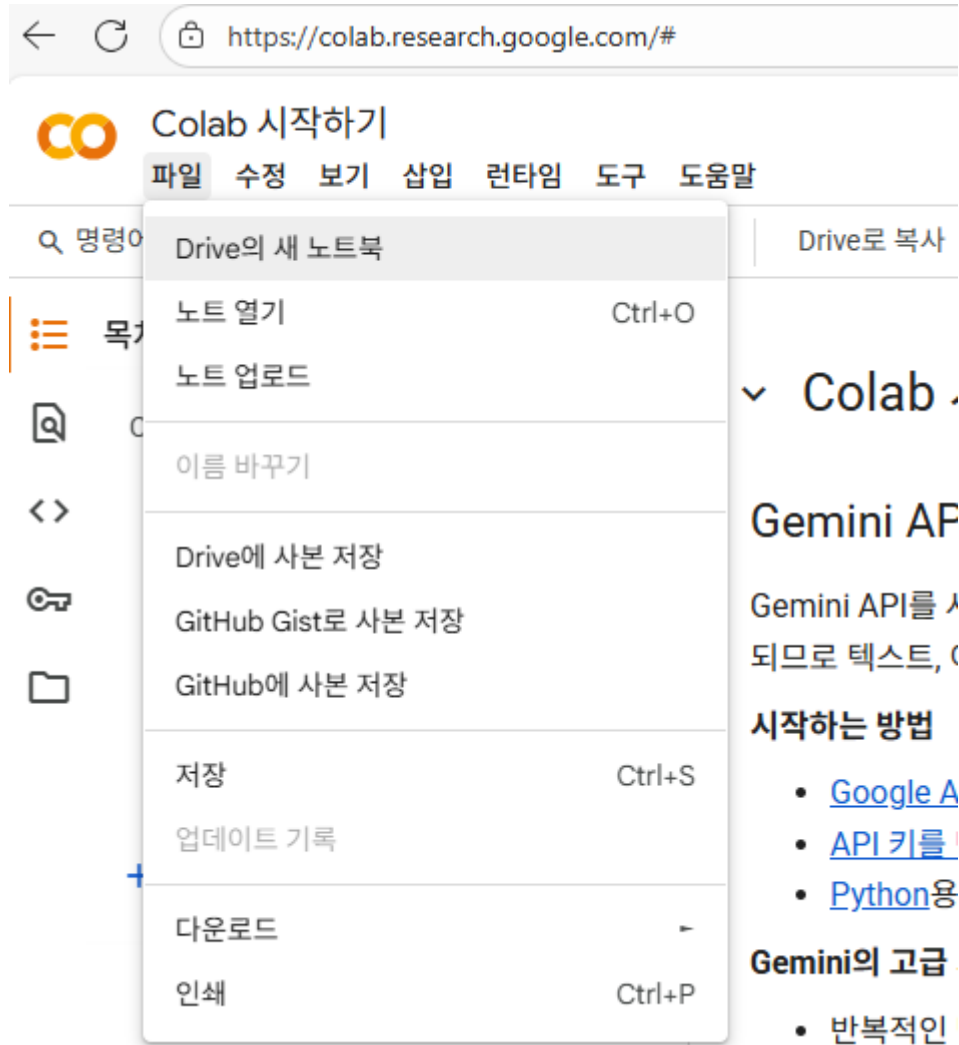 https://colab.research.google.com/#
CO
Colab 시작하기
파일 수정 보기 삽입 런타임 도구 도움말
Drive로 복사
Drive의 새 노트북
노트 열기 Ctrl+O
노트 업로드
이름 바꾸기
Drive에 사본 저장
GitHub Gist로 사본 저장
GitHub에 사본 저장
저장 Ctrl+S
업데이트 기록
다운로드
인쇄 Ctrl+P
Colab
Gemini
Gemini API를
되므로 텍스트,
시작하는 방법
Google
API 키를
Python용
Gemini의 고급
반복적인